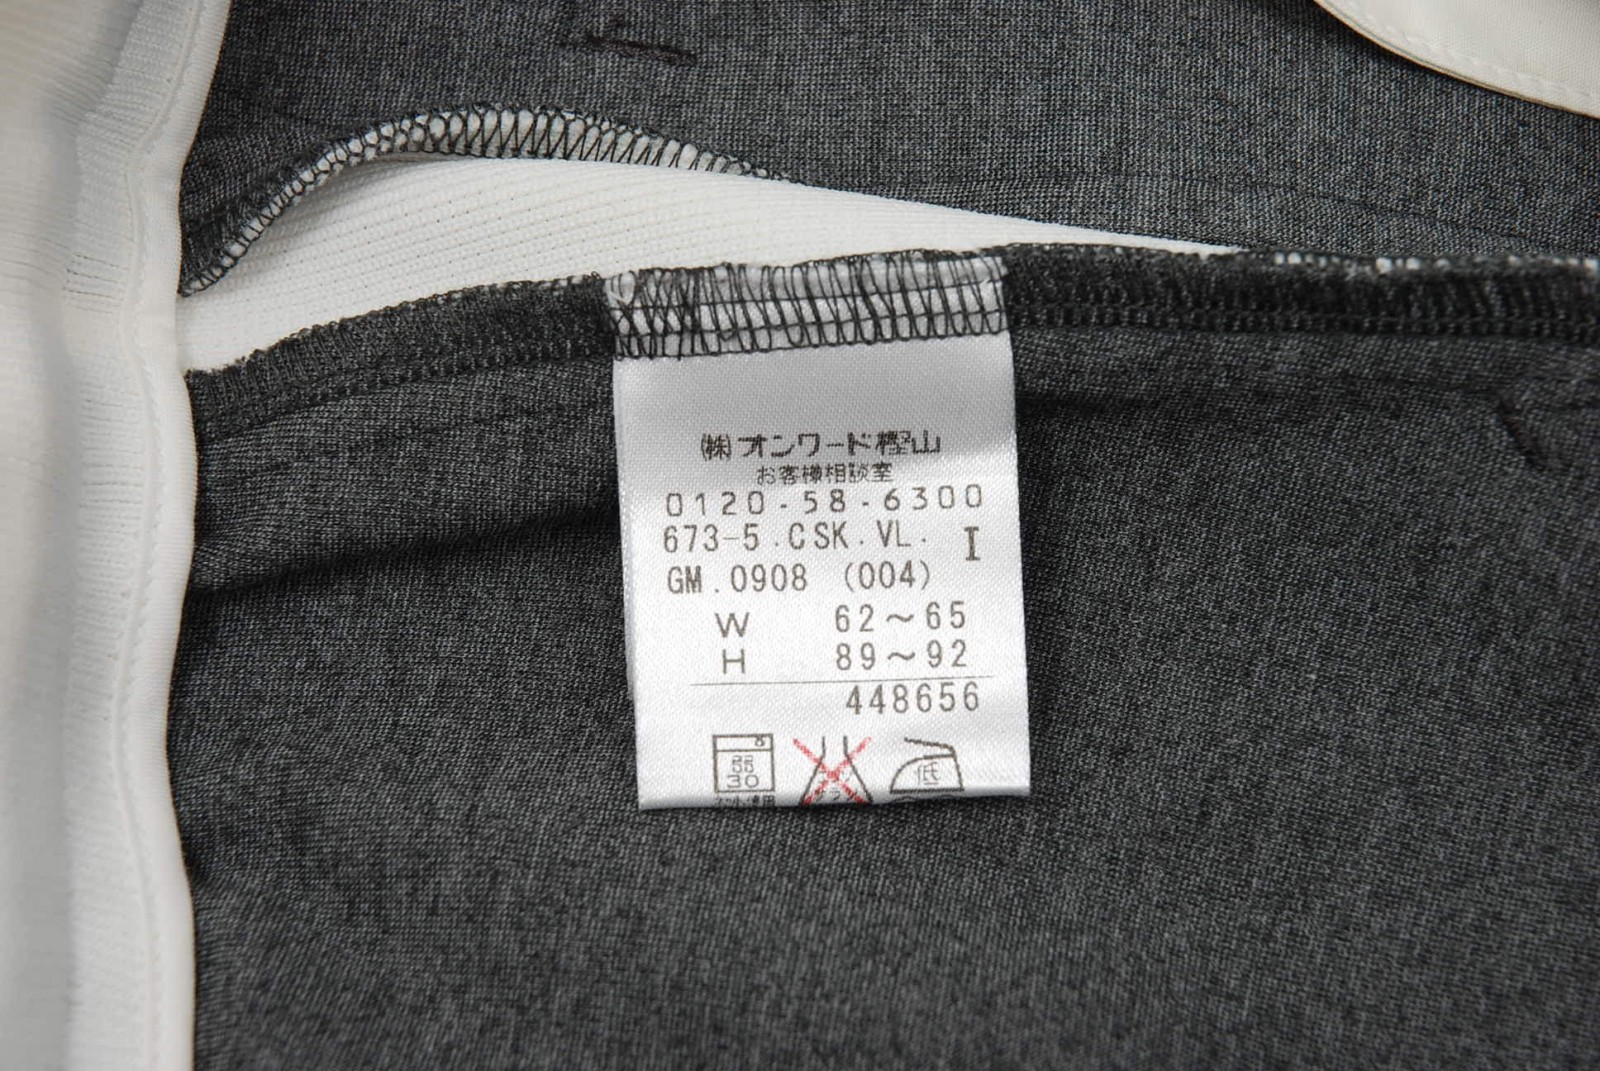 ㈱オンワード樫山
お客様相談室
0120-58-6300
673-5.CSK.VL. I
GM.0908 (004)
W 62～65
H 89～92
448656
30
低